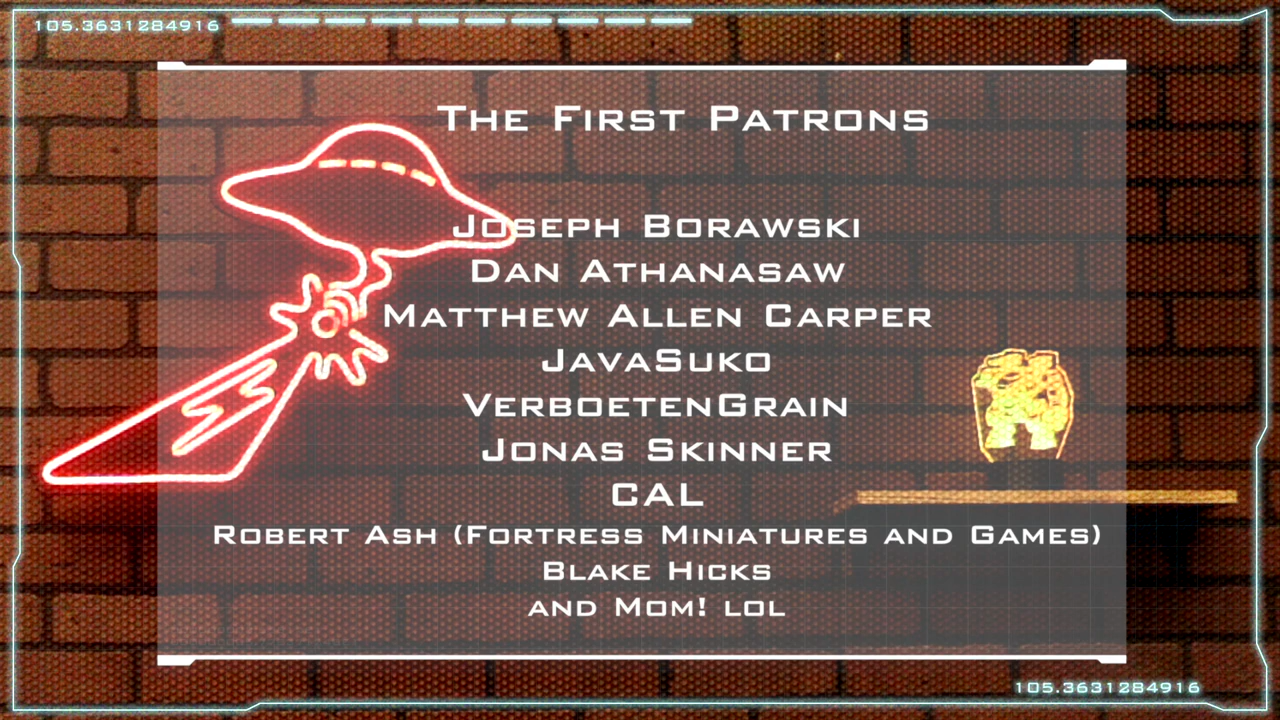 105.3631284916
The First Patrons
Joseph Borawski
Dan Athanasaw
Matthew Allen Carper
JavaSuko
VerboetenGrain
Jonas Skinner
CAL
Robert Ash (Fortress Miniatures and Games)
Blake Hicks
and Mom! lol
105.3631284916